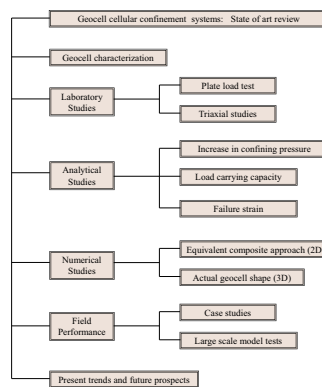 Geocell cellular confinement systems: State of art review
Geocell characterization
Laboratory
Studies
Plate load test
Triaxial studies
Analytical
Studies
Increase in confining pressure
Load carrying capacity
Failure strain
Numerical
Studies
Equivalent composite approach (2D)
Actual geocell shape (3D)
Field
Performance
Case studies
Large scale model tests
Present trends and future prospects